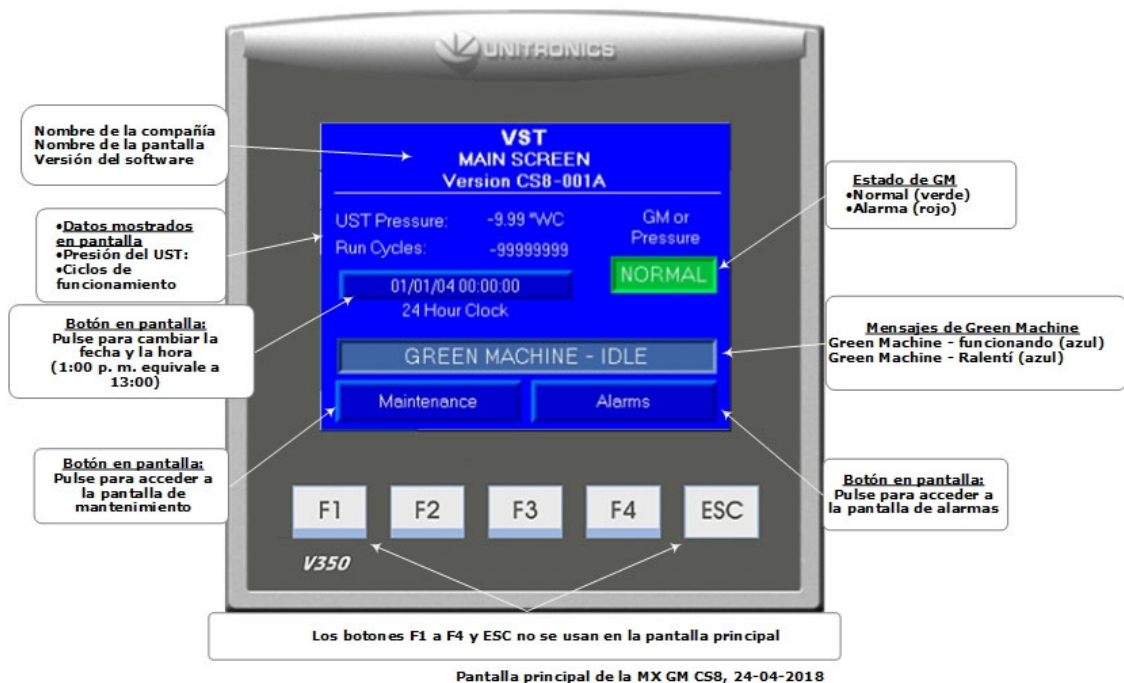 UNITRONICS
Nombre de la compañía
Nombre de la pantalla
Versión del software
VST
MAIN SCREEN
Version CS8-001A
Estado de GM
•Normal (verde)
•Alarma (rojo)
•Datos mostrados
en pantalla
•Presión del UST:
•Ciclos de
funcionamiento
UST Pressure: -9.99 "WC
Run Cycles: -99999999
GM or
Pressure
NORMAL
01/01/04 00:00:00
24 Hour Clock
Botón en pantalla:
Pulse para cambiar la
fecha y la hora
(1:00 p. m. equivale a
13:00)
Mensajes de Green Machine
Green Machine - funcionando (azul)
Green Machine - Ralentí (azul)
GREEN MACHINE - IDLE
Maintenance
Alarms
Botón en pantalla:
Pulse para acceder a
la pantalla de
mantenimiento
Botón en pantalla:
Pulse para acceder a
la pantalla de alarmas
F1
F2
F3
F4
ESC
V350
Los botones F1 a F4 y ESC no se usan en la pantalla principal
Pantalla principal de la MX GM CS8, 24-04-2018